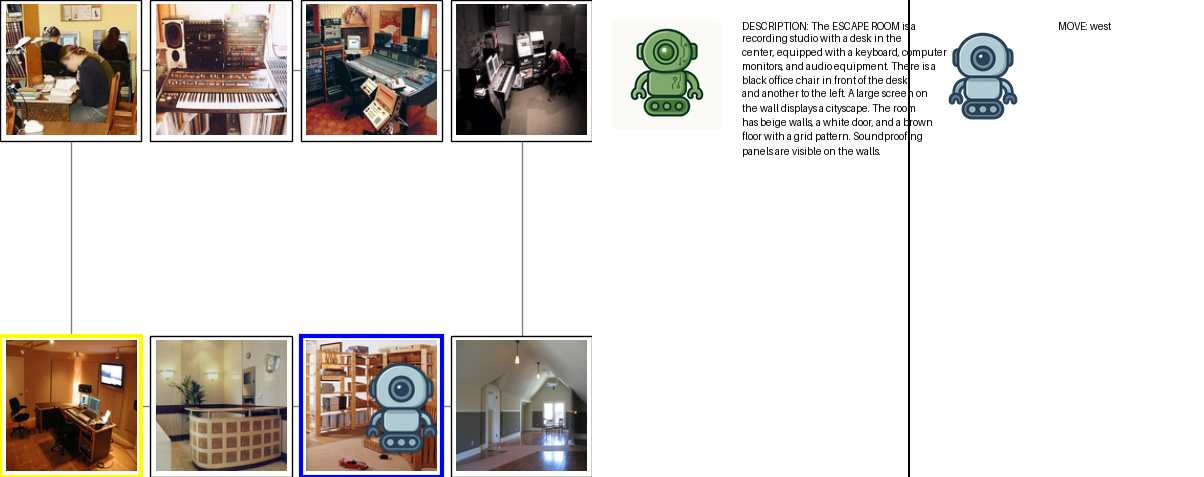 DESCRIPTION: The ESCAPE ROOM is a
recording studio with a desk in the
center, equipped with a keyboard, computer
monitors, and audio equipment. There is a
black office chair in front of the desk
and another to the left. A large screen on
the wall displays a cityscape. The room
has beige walls, a white door, and a brown
floor with a grid pattern. Soundproofing
panels are visible on the walls.
MOVE: west